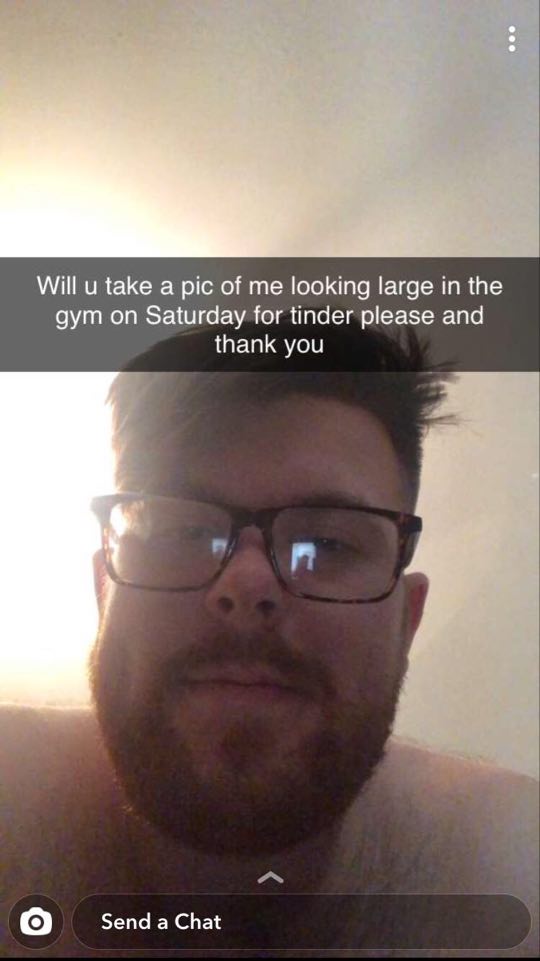 Will u take a pic of me looking large in the
gym on Saturday for tinder please and
thank you
Send a Chat